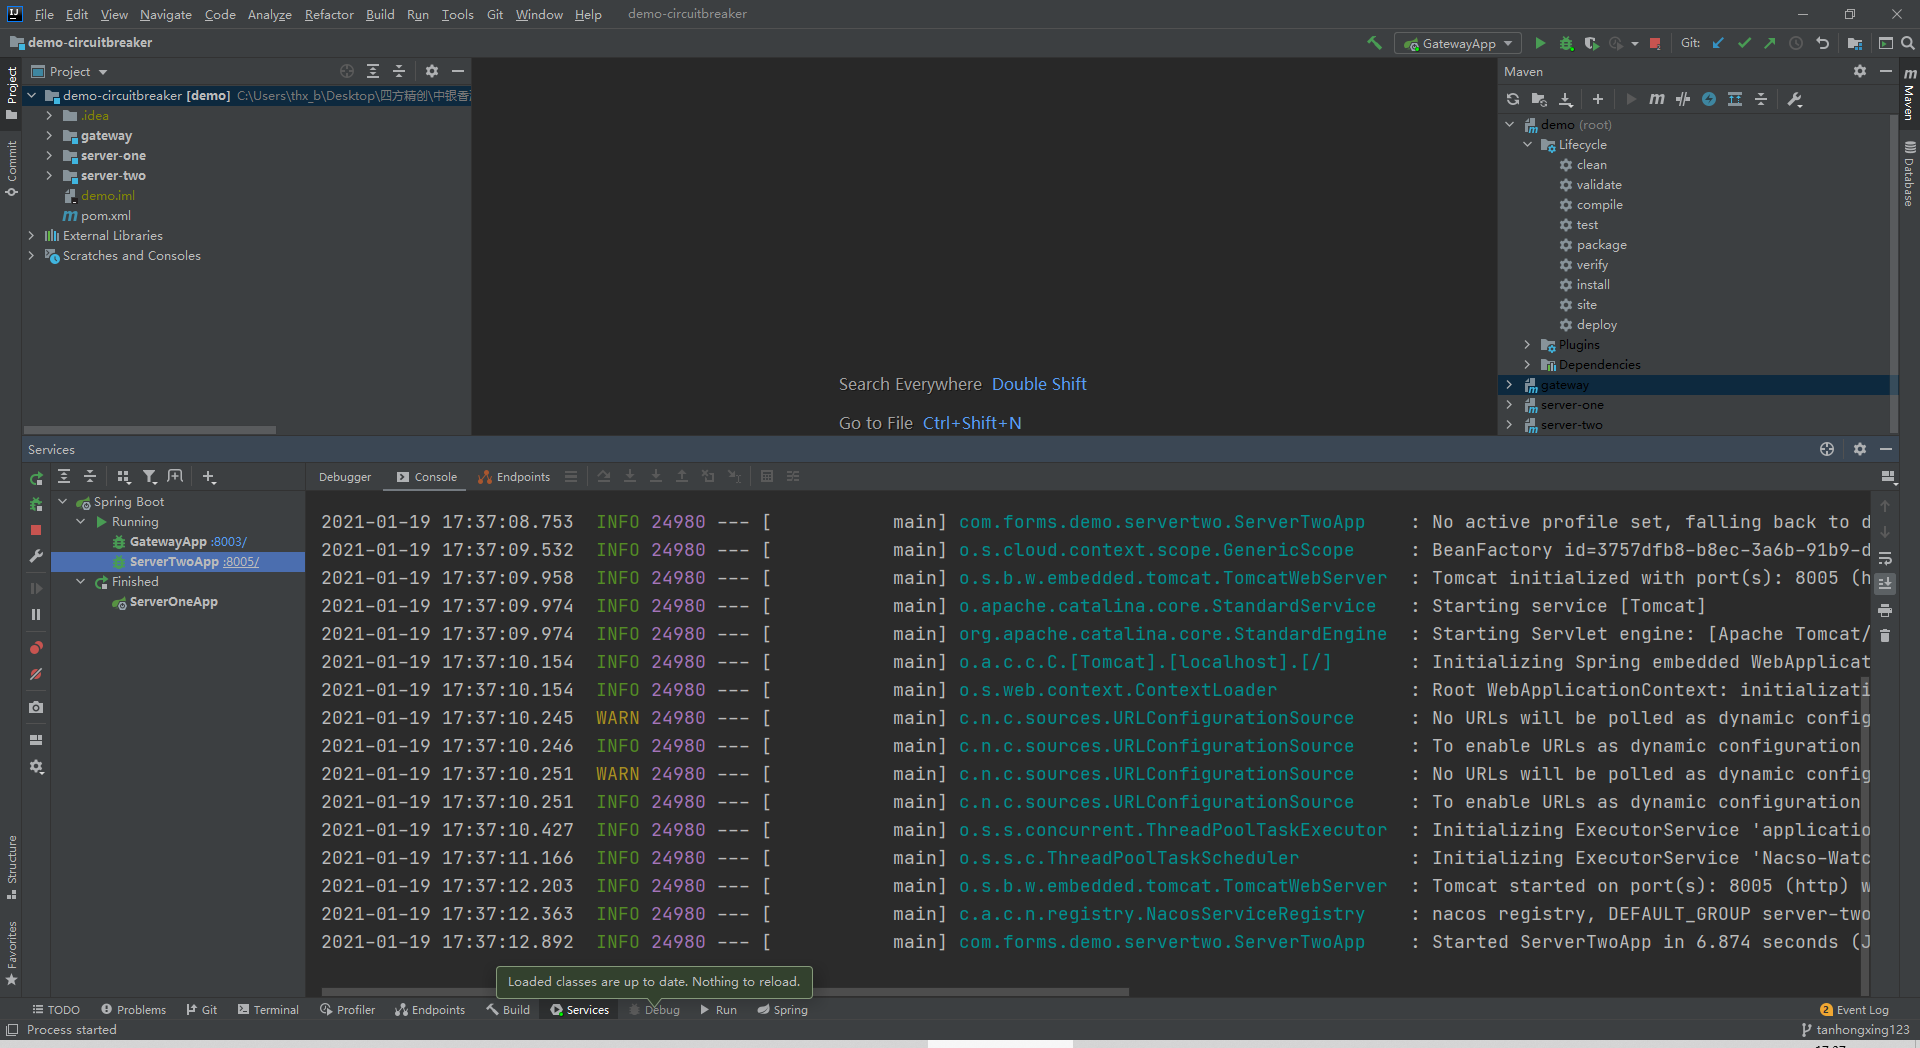 File Edit View Navigate Code Analyze Refactor Build Run Tools Git Window Help demo-circuitbreaker
demo-circuitbreaker
GatewayApp
Git:
Project
demo-circuitbreaker [demo] C:\Users\thx_b\Desktop\四方精创\中银香
.idea
gateway
server-one
server-two
demo.iml
pom.xml
External Libraries
Scratches and Consoles
Project
Commit
Structure
Favorites
Search Everywhere Double Shift
Go to File Ctrl+Shift+N
Maven
demo (root)
Lifecycle
clean
validate
compile
test
package
verify
install
site
deploy
Plugins
Dependencies
gateway
server-one
server-two
Maven
Database
Services
Debugger Console Endpoints
Spring Boot
Running
GatewayApp :8003/
ServerTwoApp :8005/
Finished
ServerOneApp
2021-01-19 17:37:08.753 INFO 24980 --- [ main] com.forms.demo.servertwo.ServerTwoApp : No active profile set, falling back to d
2021-01-19 17:37:09.532 INFO 24980 --- [ main] o.s.cloud.context.scope.GenericScope : BeanFactory id=3757dfb8-b8ec-3a6b-91b9-d
2021-01-19 17:37:09.958 INFO 24980 --- [ main] o.s.b.w.embedded.tomcat.TomcatWebServer : Tomcat initialized with port(s): 8005 (h
2021-01-19 17:37:09.974 INFO 24980 --- [ main] o.apache.catalina.core.StandardService : Starting service [Tomcat]
2021-01-19 17:37:09.974 INFO 24980 --- [ main] org.apache.catalina.core.StandardEngine : Starting Servlet engine: [Apache Tomcat/
2021-01-19 17:37:10.154 INFO 24980 --- [ main] o.a.c.c.C.[Tomcat].[localhost].[/] : Initializing Spring embedded WebApplicat
2021-01-19 17:37:10.154 INFO 24980 --- [ main] o.s.web.context.ContextLoader : Root WebApplicationContext: initializati
2021-01-19 17:37:10.245 WARN 24980 --- [ main] c.n.c.sources.URLConfigurationSource : No URLs will be polled as dynamic config
2021-01-19 17:37:10.246 INFO 24980 --- [ main] c.n.c.sources.URLConfigurationSource : To enable URLs as dynamic configuration
2021-01-19 17:37:10.251 WARN 24980 --- [ main] c.n.c.sources.URLConfigurationSource : No URLs will be polled as dynamic config
2021-01-19 17:37:10.251 INFO 24980 --- [ main] c.n.c.sources.URLConfigurationSource : To enable URLs as dynamic configuration
2021-01-19 17:37:10.427 INFO 24980 --- [ main] o.s.s.concurrent.ThreadPoolTaskExecutor : Initializing ExecutorService 'applicatio
2021-01-19 17:37:11.166 INFO 24980 --- [ main] o.s.s.c.ThreadPoolTaskScheduler : Initializing ExecutorService 'Nacso-Watc
2021-01-19 17:37:12.203 INFO 24980 --- [ main] o.s.b.w.embedded.tomcat.TomcatWebServer : Tomcat started on port(s): 8005 (http) w
2021-01-19 17:37:12.363 INFO 24980 --- [ main] c.a.c.n.registry.NacosServiceRegistry : nacos registry, DEFAULT_GROUP server-two
2021-01-19 17:37:12.892 INFO 24980 --- [ main] com.forms.demo.servertwo.ServerTwoApp : Started ServerTwoApp in 6.874 seconds (J
Loaded classes are up to date. Nothing to reload.
TODO Problems Git Terminal Profiler Endpoints Build Services Debug Run Spring
2 Event Log
Process started
tanhongxing123